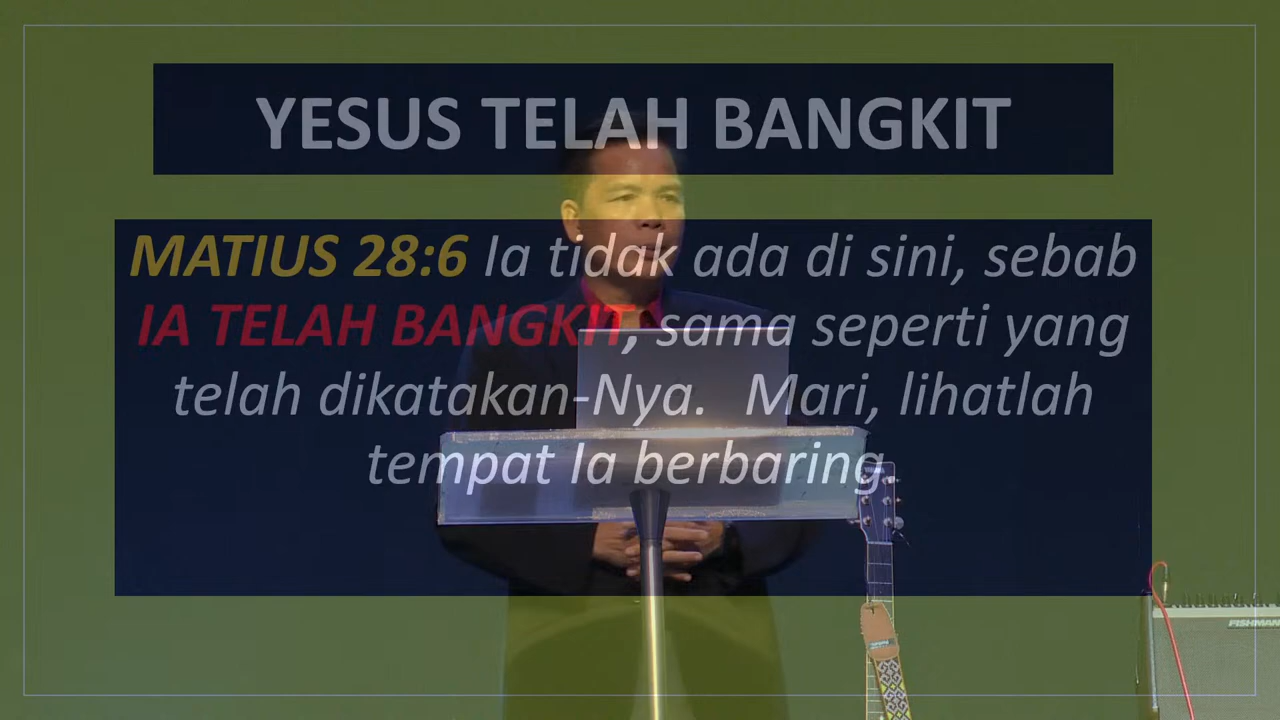 YESUS TELAH BANGKIT
MATIUS 28:6 Ia tidak ada di sini, sebab
IA TELAH BANGKIT, sama seperti yang
telah dikatakan-Nya.   Mari, lihatlah
tempat Ia berbaring.
FISHMAN